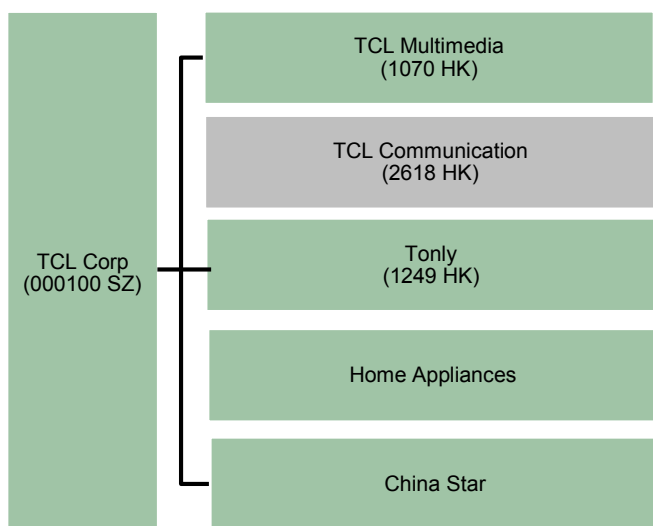 TCL Corp
(000100 SZ)
TCL Multimedia
(1070 HK)
TCL Communication
(2618 HK)
Tonly
(1249 HK)
Home Appliances
China Star